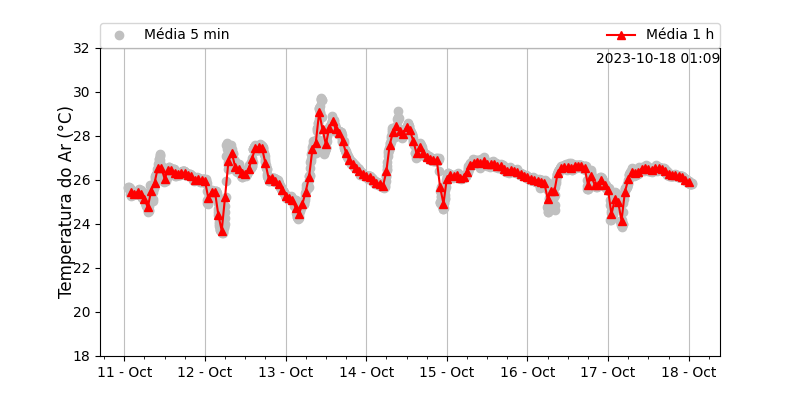 Média 5 min
Média 1 h
2023-10-18 01:09
Temperatura do Ar (°C)
32
30
28
26
24
22
20
18
11 - Oct
12 - Oct
13 - Oct
14 - Oct
15 - Oct
16 - Oct
17 - Oct
18 - Oct